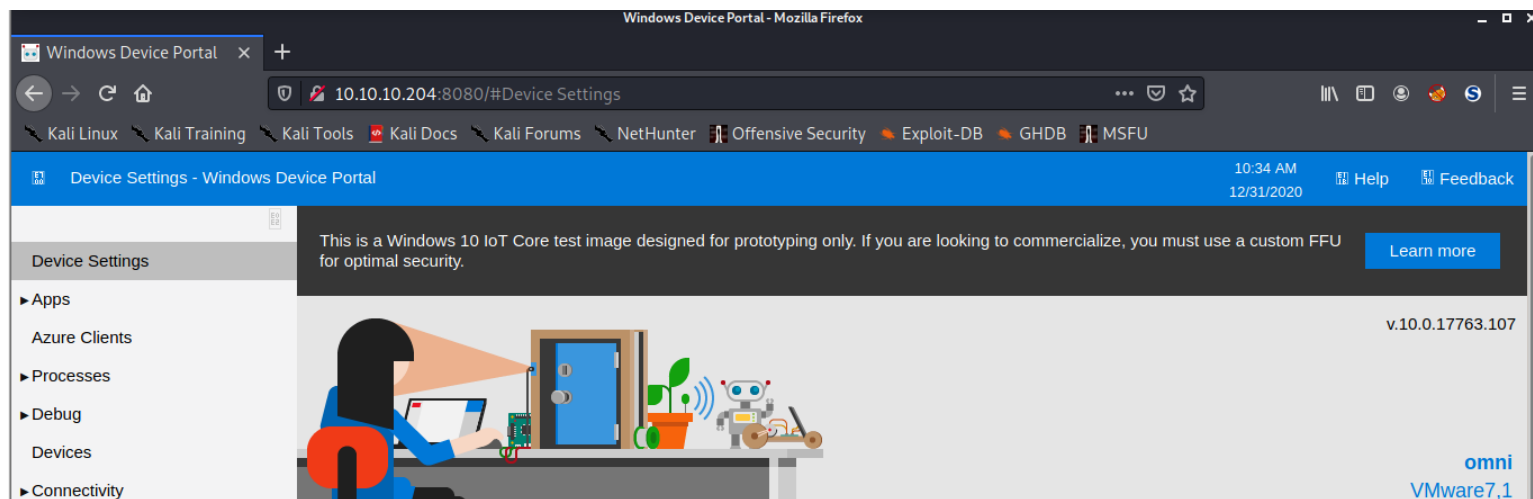 Windows Device Portal - Mozilla Firefox
Windows Device Portal
10.10.10.204:8080/#Device Settings
Kali Linux Kali Training Kali Tools Kali Docs Kali Forums NetHunter Offensive Security Exploit-DB GHDB MSFU
Device Settings - Windows Device Portal
10:34 AM
12/31/2020
Help
Feedback
This is a Windows 10 IoT Core test image designed for prototyping only. If you are looking to commercialize, you must use a custom FFU
for optimal security.
Learn more
Device Settings
Apps
Azure Clients
Processes
Debug
Devices
Connectivity
v.10.0.17763.107
omni
VMware7,1